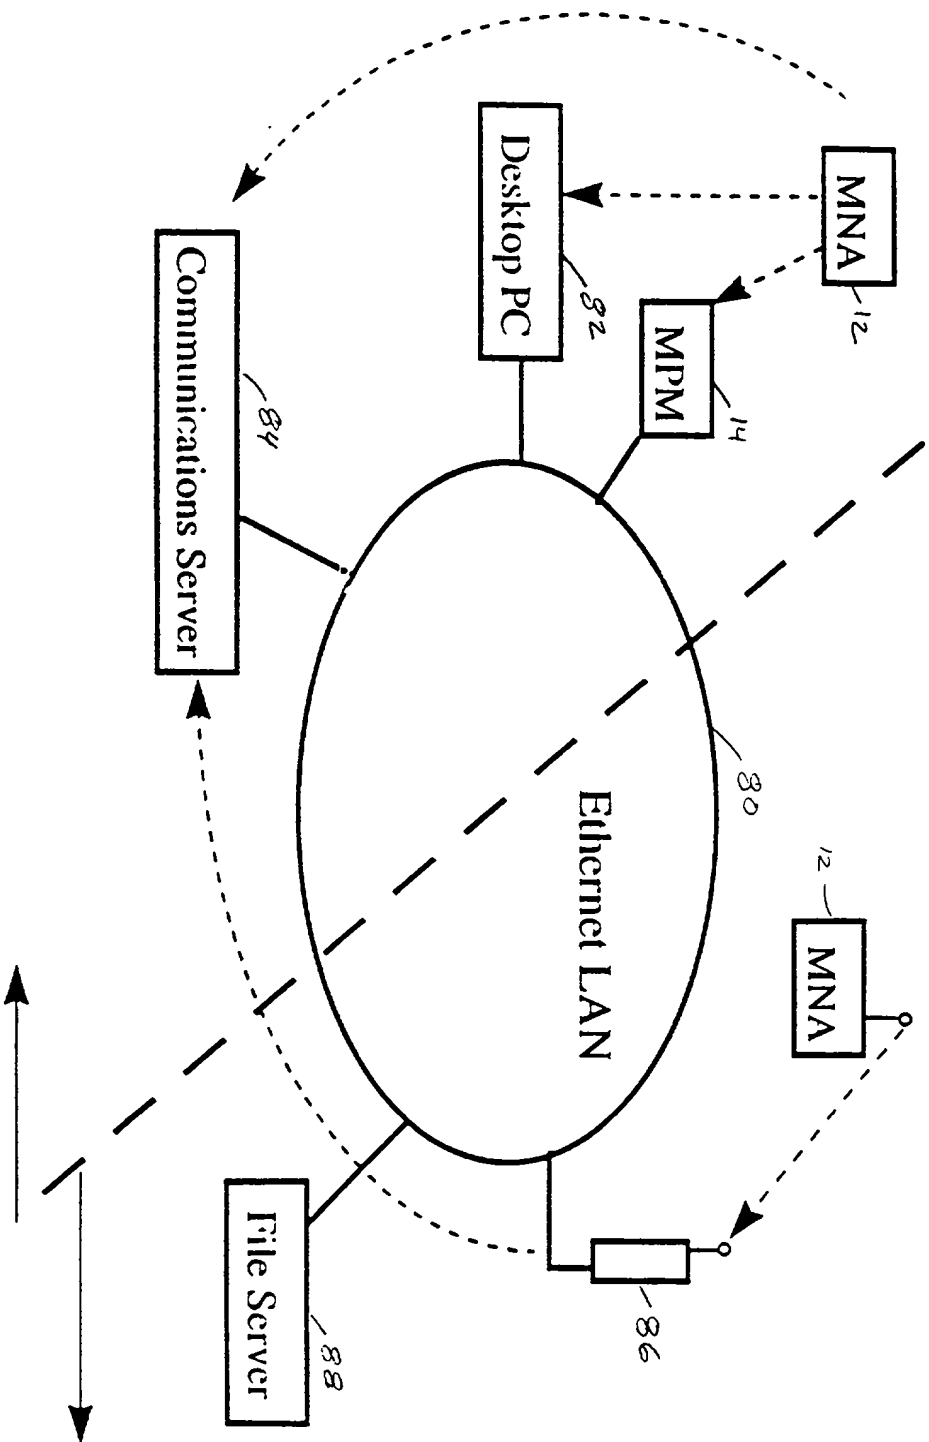 MNA
12
12
MNA
14
MPM
80
86
82
Desktop PC
Ethernet LAN
84
Communications Server
88
File Server